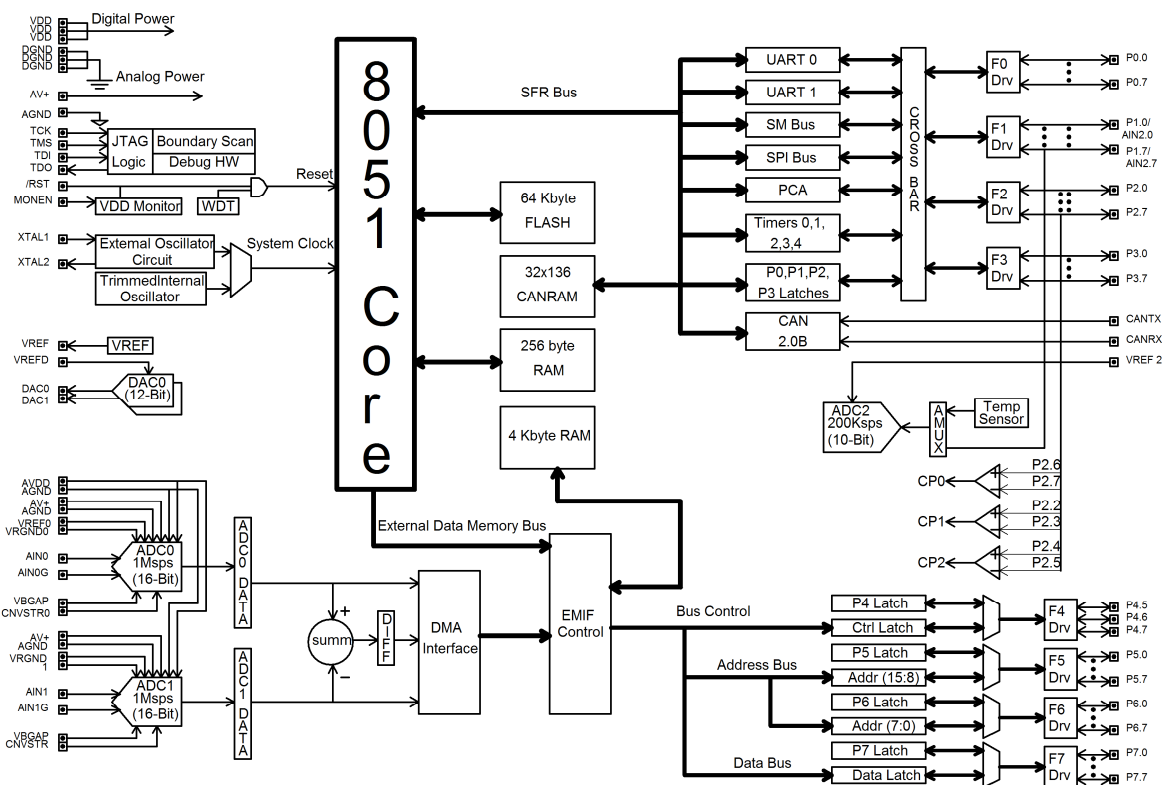 VDD
VDD
VDD
Digital Power
DGND
DGND
DGND
Analog Power
AV+
AGND
TCK
TMS
TDI
TDO
JTAG
Logic
Boundary Scan
Debug HW
/RST
MONEN
VDD Monitor
WDT
Reset
XTAL1
XTAL2
External Oscillator
Circuit
TrimmedInternal
Oscillator
System Clock
VREF
VREF
VREFD
DAC0
DAC1
DAC0
(12-Bit)
8051 Core
SFR Bus
64 Kbyte
FLASH
32x136
CANRAM
256 byte
RAM
4 Kbyte RAM
UART 0
UART 1
SM Bus
SPI Bus
PCA
Timers 0,1,
2,3,4
P0,P1,P2,
P3 Latches
CAN
2.0B
CROSS BAR
F0
Drv
F1
Drv
F2
Drv
F3
Drv
P0.0
P0.7
P1.0/
AIN2.0
P1.7/
AIN2.7
P2.0
P2.7
P3.0
P3.7
CANTX
CANRX
VREF 2
ADC2
200Ksps
(10-Bit)
AMUX
Temp
Sensor
CP0
+
−
P2.6
P2.7
CP1
+
−
P2.2
P2.3
CP2
+
−
P2.4
P2.5
AVDD
AGND
AV+
AGND
VREF0
VRGND0
AIN0
AIN0G
VBGAP
CNVSTR0
ADC0
1Msps
(16-Bit)
AV+
AGND
VRGND
1
AIN1
AIN1G
VBGAP
CNVSTR
ADC1
1Msps
(16-Bit)
ADC0 DATA
ADC1 DATA
+
summ
−
DIFF
DMA
Interface
External Data Memory Bus
EMIF
Control
Bus Control
Address Bus
Data Bus
P4 Latch
Ctrl Latch
P5 Latch
Addr (15:8)
P6 Latch
Addr (7:0)
P7 Latch
Data Latch
F4
Drv
F5
Drv
F6
Drv
F7
Drv
P4.5
P4.6
P4.7
P5.0
P5.7
P6.0
P6.7
P7.0
P7.7